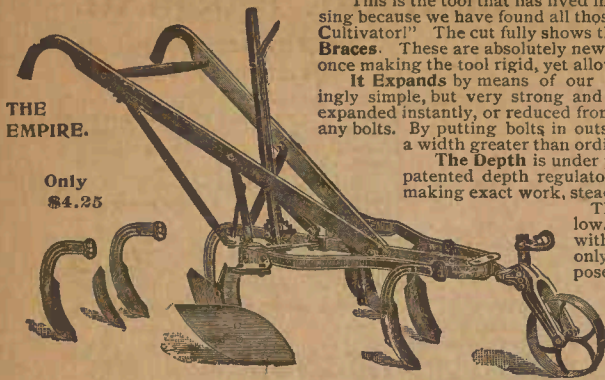 This is the tool that has lived in
sing because we have found all thos
Cultivator!" The cut fully shows th
Braces. These are absolutely new
once making the tool rigid, yet allo
It Expands by means of our
ingly simple, but very strong and
expanded instantly, or reduced from
any bolts. By putting bolts in outs
a width greater than ordi
The Depth is under
patented depth regulato
making exact work, stea
T
low.
with
only
pose
THE
EMPIRE.
Only
$4.25